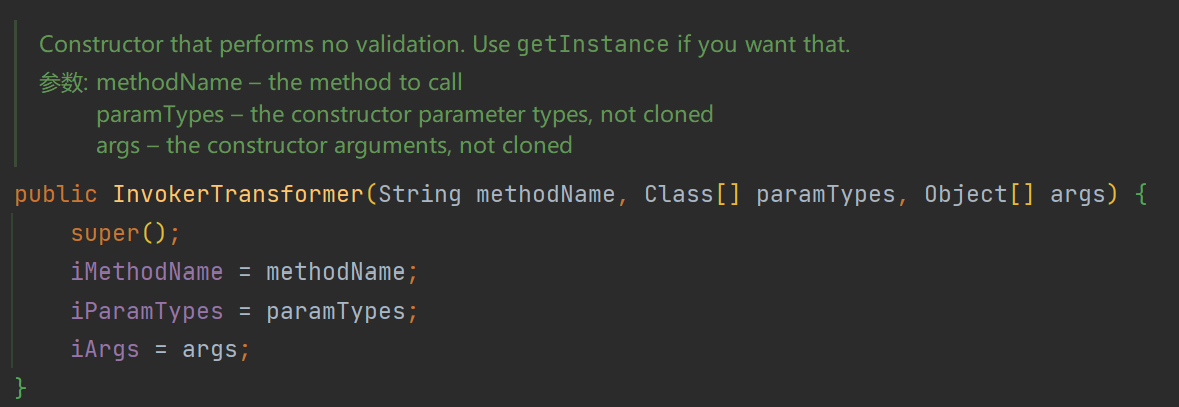 Constructor that performs no validation. Use getInstance if you want that.
参数: methodName – the method to call
paramTypes – the constructor parameter types, not cloned
args – the constructor arguments, not cloned
public InvokerTransformer(String methodName, Class[] paramTypes, Object[] args) {
super();
iMethodName = methodName;
iParamTypes = paramTypes;
iArgs = args;
}